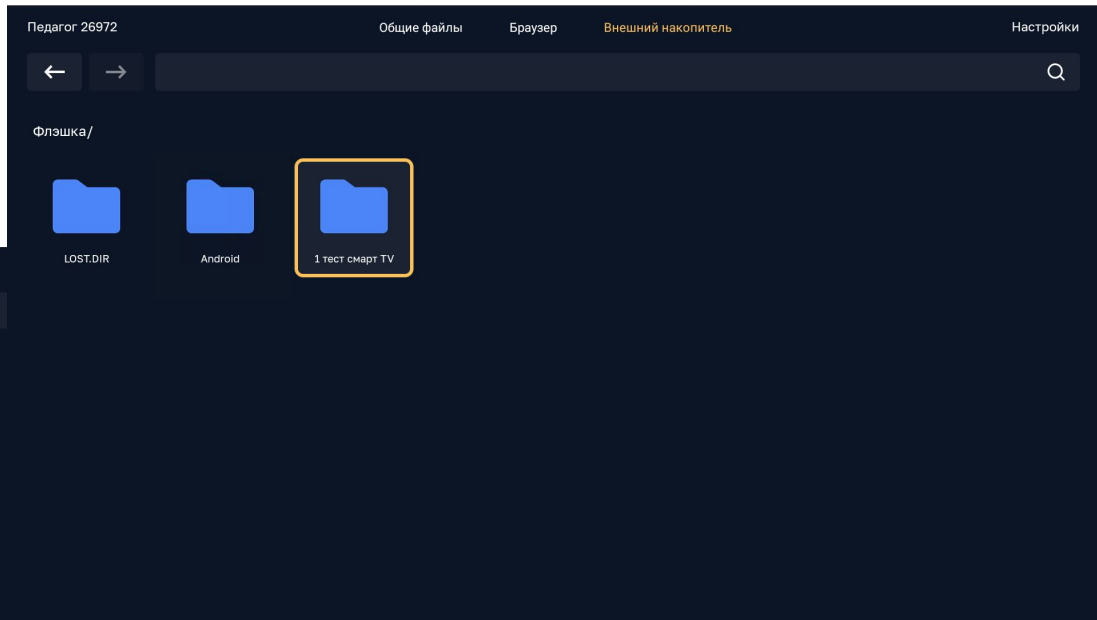 Педагог 26972 Общие файлы Браузер Внешний накопитель Настройки
Флэшка/
LOST.DIR Android 1 тест смарт TV